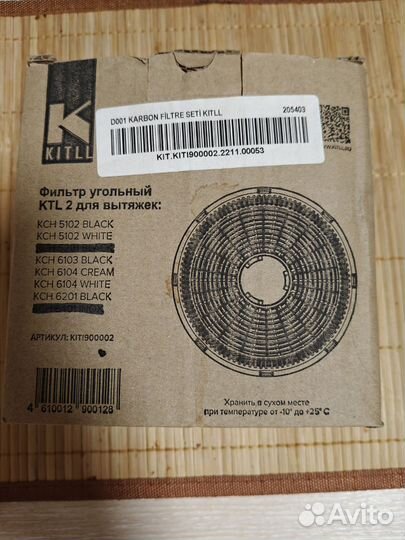 D001 KARBON FİLTRE SETİ KITLL
205403
KIT.KITI900002.2211.00053
K
KITLL
Фильтр угольный
KTL 2 для вытяжек:
KCH 5102 BLACK
KCH 5102 WHITE
KCH 6103 BLACK
KCH 6104 CREAM
KCH 6104 WHITE
KCH 6201 BLACK
АРТИКУЛ: KITI900002
4 610012 900128
Хранить в сухом месте
при температуре от -10° до +25°C
Avito